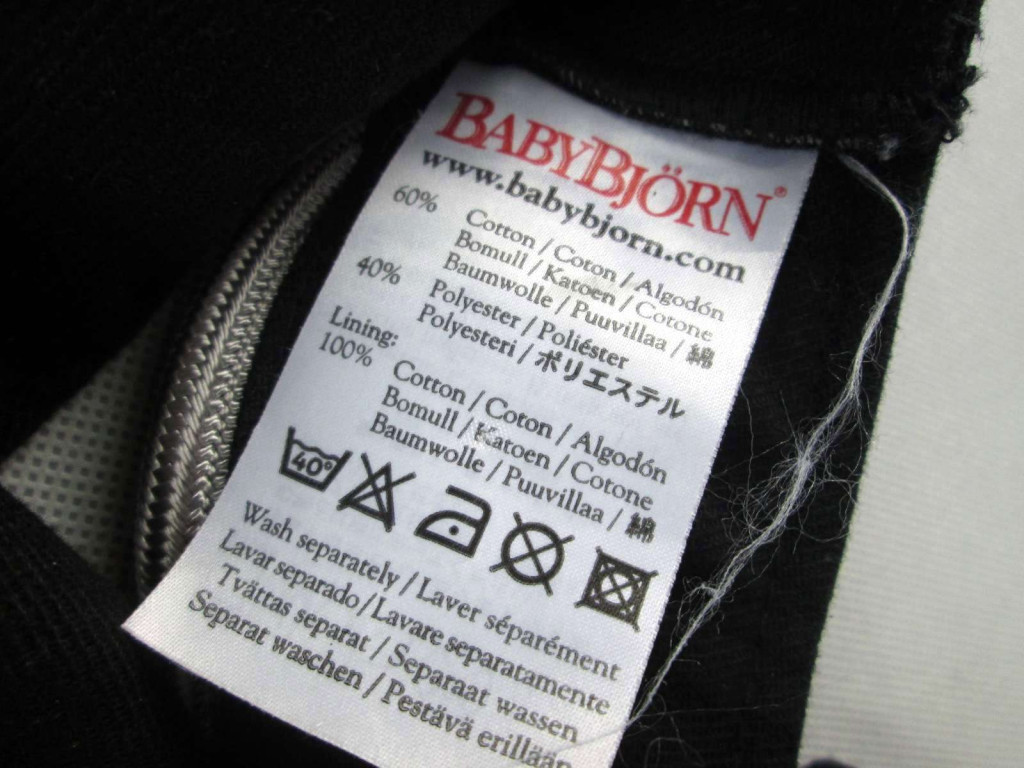 BABYBJÖRN®
www.babybjorn.com
60% Cotton / Coton / Algodón
Bomull / Katoen / Cotone
Baumwolle / Puuvillaa / 綿
40% Polyester / Poliéster
Polyesteri / ポリエステル
Lining:
100% Cotton / Coton / Algodón
Bomull / Katoen / Cotone
Baumwolle / Puuvillaa / 綿
40°
Wash separately / Laver séparément
Lavar separado / Lavare separatamente
Tvättas separat / Separaat wassen
Separat waschen / Pestävä erillään